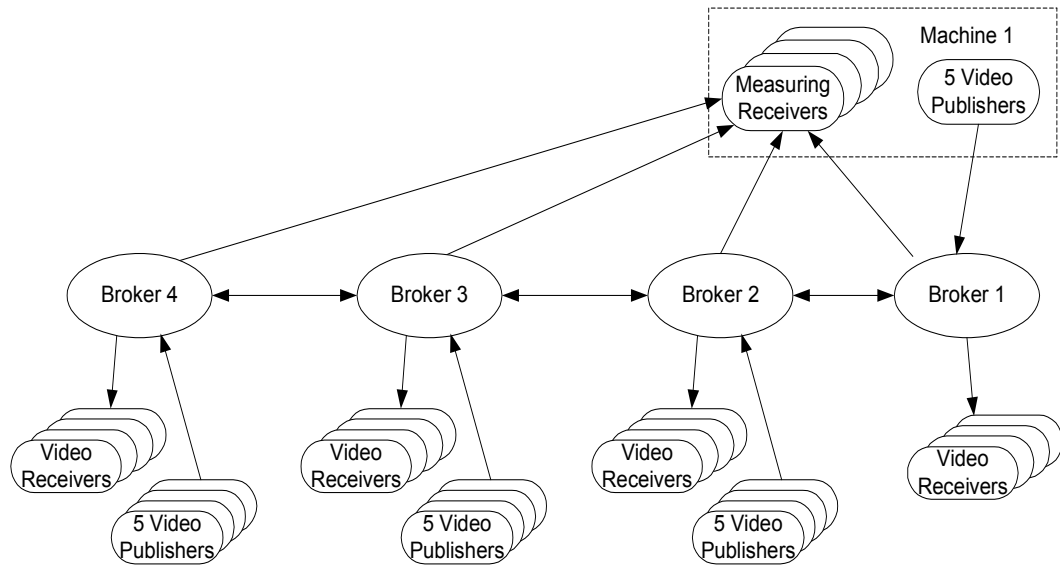 Machine 1
Measuring
Receivers
5 Video
Publishers
Broker 4
Broker 3
Broker 2
Broker 1
Video
Receivers
Video
Receivers
Video
Receivers
Video
Receivers
5 Video
Publishers
5 Video
Publishers
5 Video
Publishers